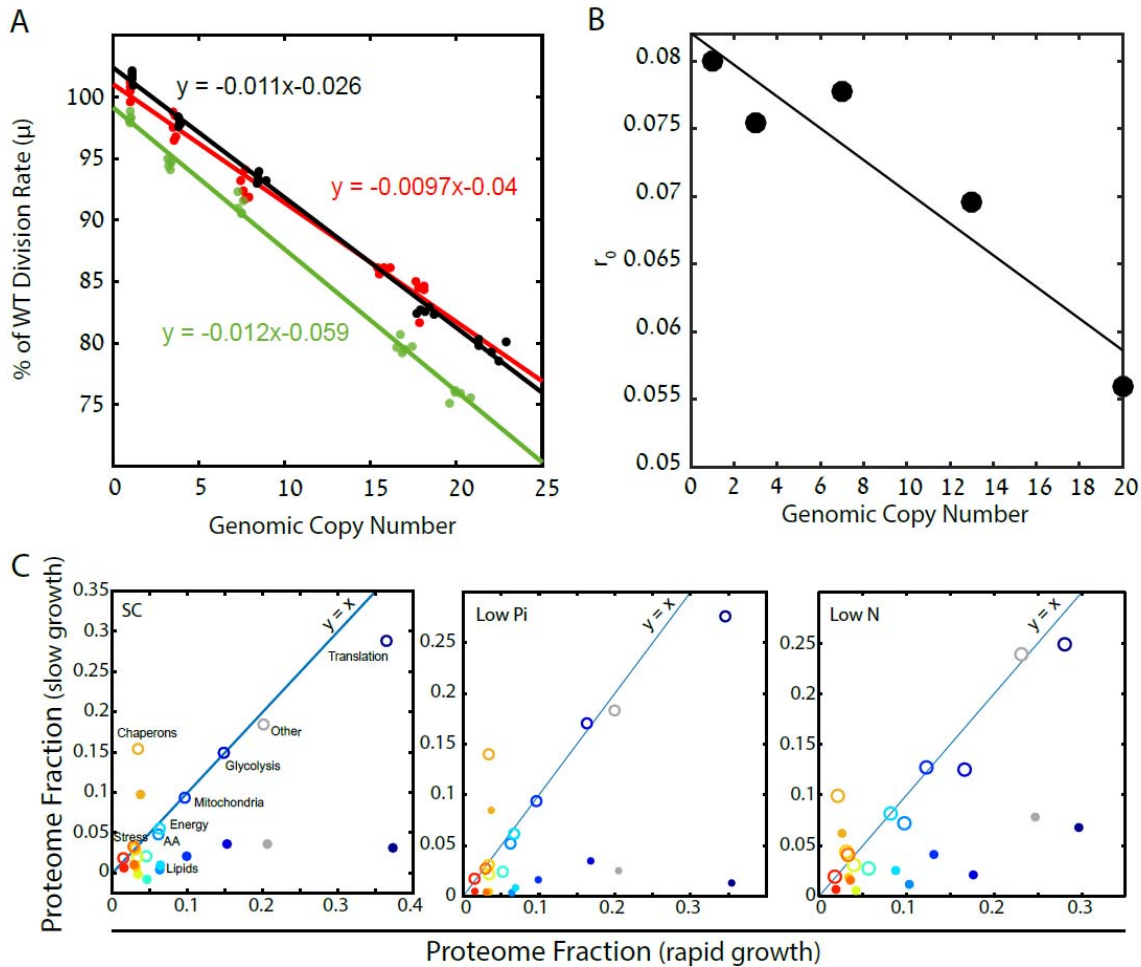 A
% of WT Division Rate (μ)
100
95
90
85
80
75
y = -0.011x-0.026
y = -0.0097x-0.04
y = -0.012x-0.059
0 5 10 15 20 25
Genomic Copy Number
B
r0
0.08
0.075
0.07
0.065
0.06
0.055
0.05
0 2 4 6 8 10 12 14 16 18 20
Genomic Copy Number
C
Proteome Fraction (slow growth)
0.35
0.3
0.25
0.2
0.15
0.1
0.05
0
SC
y = x
Translation
Other
Chaperons
Glycolysis
Mitochondria
Energy
Stress
AA
Lipids
0 0.1 0.2 0.3 0.4
Low Pi
y = x
0.25
0.2
0.15
0.1
0.05
0
0 0.1 0.2 0.3
Low N
y = x
0.25
0.2
0.15
0.1
0.05
0
0 0.1 0.2 0.3
Proteome Fraction (rapid growth)